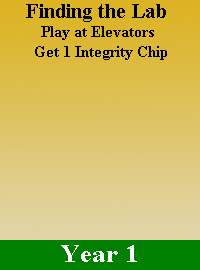 Finding the Lab
Play at Elevators
Get 1 Integrity Chip
Year 1